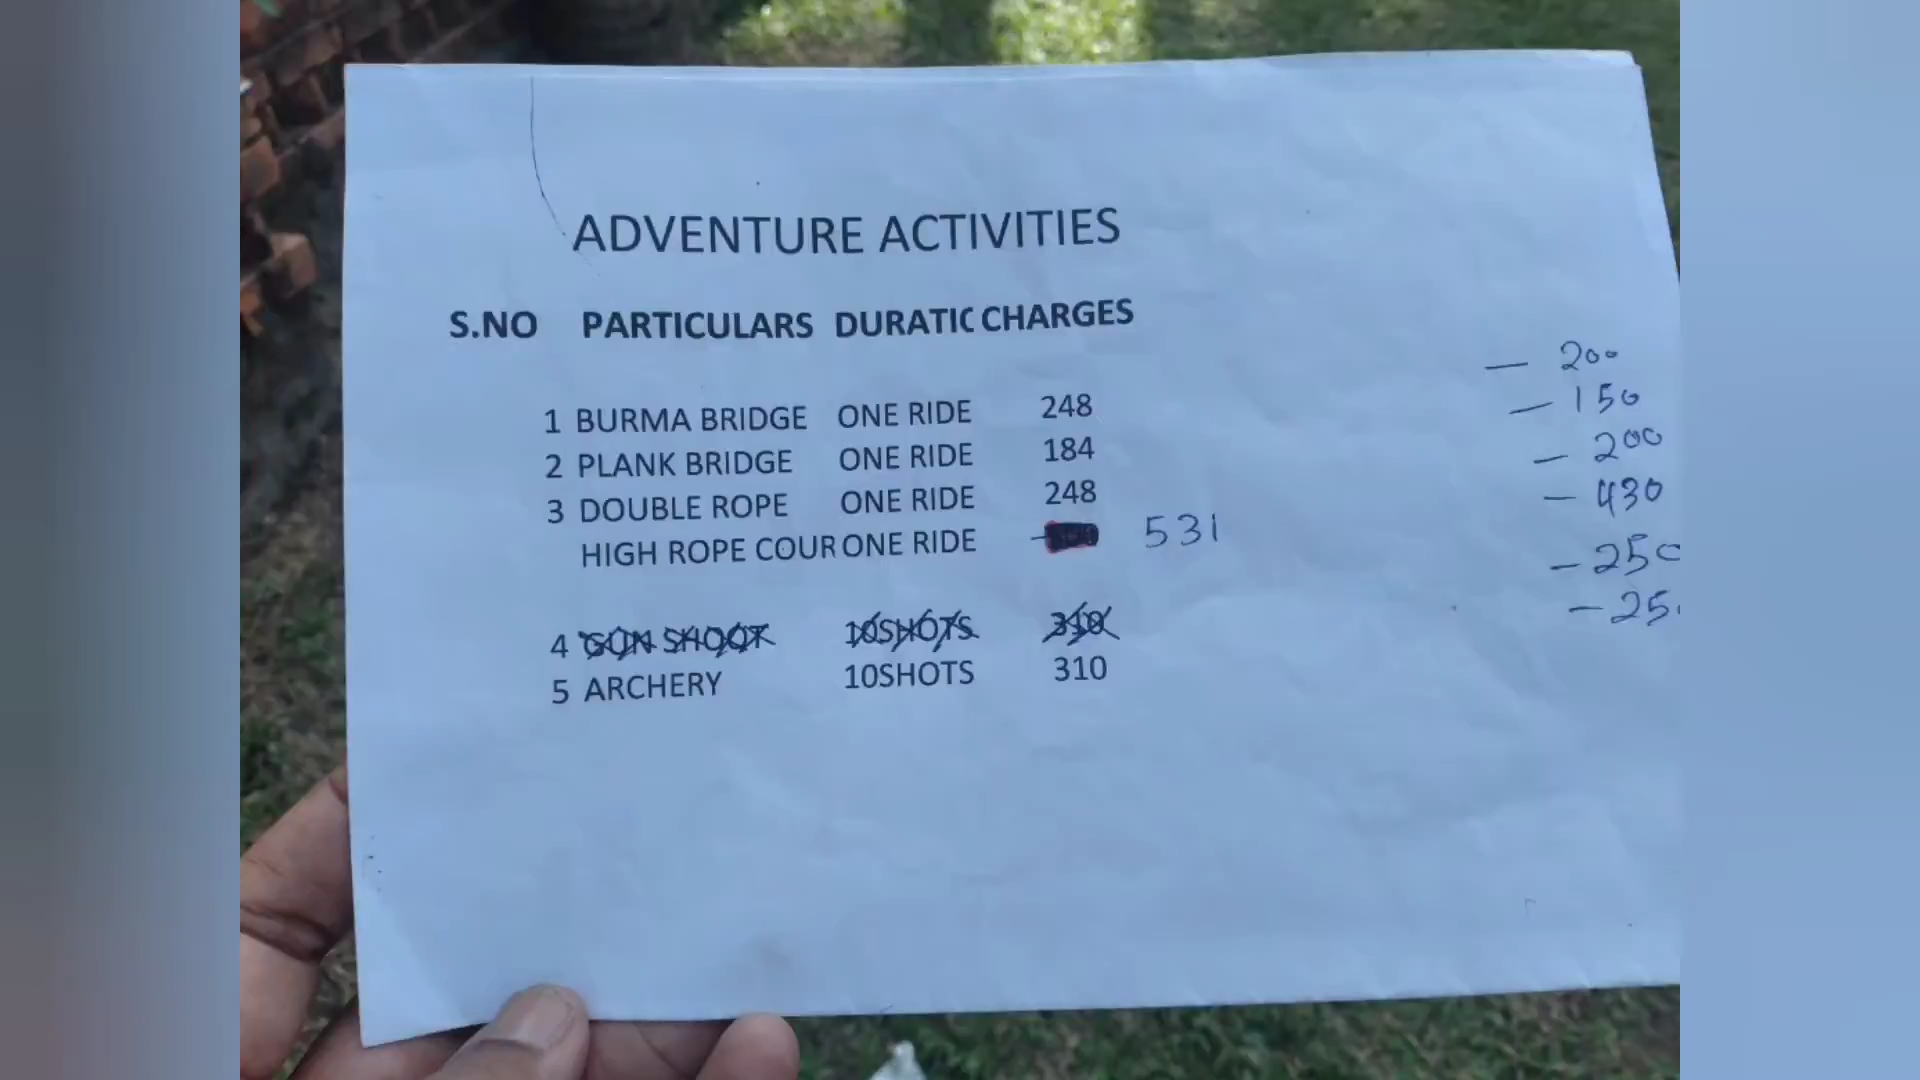 ADVENTURE ACTIVITIES
S.NO PARTICULARS DURATIC CHARGES
— 200
1 BURMA BRIDGE ONE RIDE 248 — 150
2 PLANK BRIDGE ONE RIDE 184 — 200
3 DOUBLE ROPE ONE RIDE 248 — 430
HIGH ROPE COUR ONE RIDE 531 — 250
4 GUN SHOOT 10SHOTS 310 — 25
5 ARCHERY 10SHOTS 310